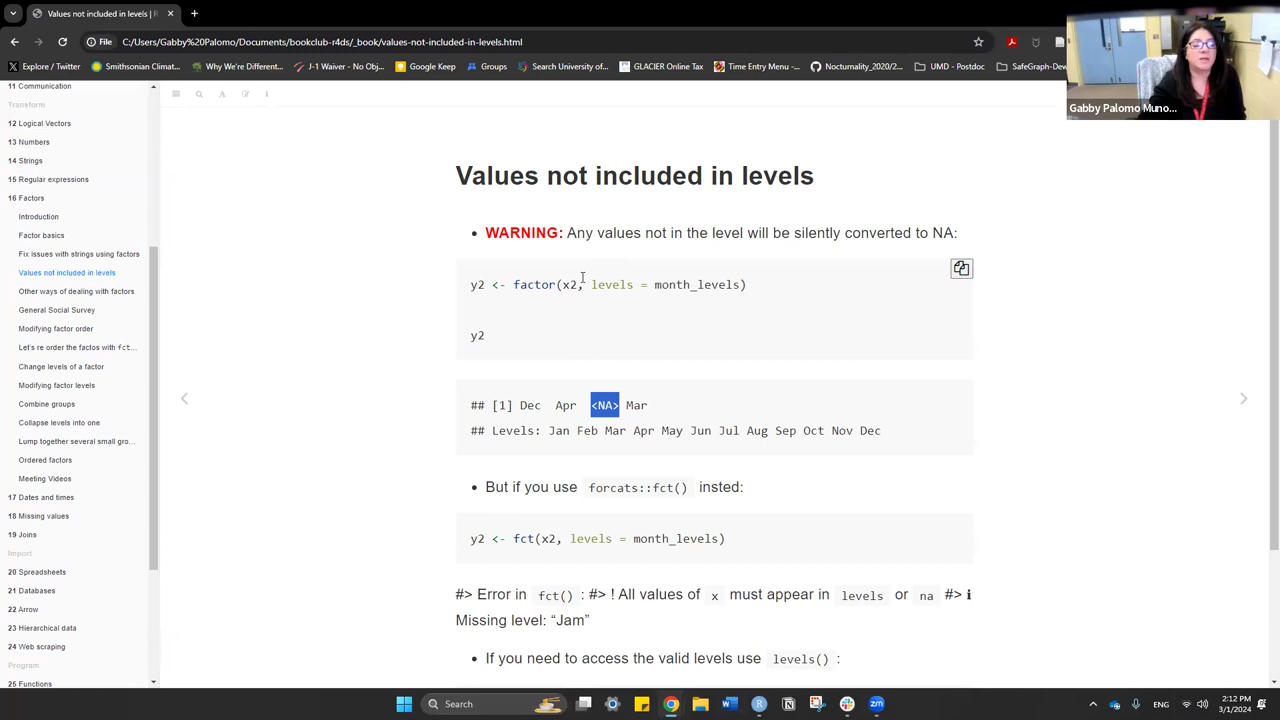 Values not included in levels | R
File
C:/Users/Gabby%20Palomo/Documents/bookclub-r4ds/_book/values-not-included-in-levels.html
Explore / Twitter
Smithsonian Climat...
Why We're Different...
J-1 Waiver - No Obj...
Google Keep
Groups
Search University of...
GLACIER Online Tax
Time Entry Menu -...
Nocturnality_2020/2...
UMD - Postdoc
SafeGraph-Dewey
Gabby Palomo Muno...
11 Communication
Transform
12 Logical Vectors
13 Numbers
14 Strings
15 Regular expressions
16 Factors
Introduction
Factor basics
Fix issues with strings using factors
Values not included in levels
Other ways of dealing with factors
General Social Survey
Modifying factor order
Let's re order the factos with fct...
Change levels of a factor
Modifying factor levels
Combine groups
Collapse levels into one
Lump together several small gro...
Ordered factors
Meeting Videos
17 Dates and times
18 Missing values
19 Joins
Import
20 Spreadsheets
21 Databases
22 Arrow
23 Hierarchical data
24 Web scraping
Program
25 Functions
Values not included in levels
• WARNING: Any values not in the level will be silently converted to NA:
y2 <- factor(x2, levels = month_levels)
y2
## [1] Dec Apr <NA> Mar
## Levels: Jan Feb Mar Apr May Jun Jul Aug Sep Oct Nov Dec
• But if you use forcats::fct() insted:
y2 <- fct(x2, levels = month_levels)
#> Error in fct() : #> ! All values of x must appear in levels or na #> ℹ
Missing level: “Jam”
• If you need to access the valid levels use levels() :
Search
2:12 PM
3/1/2024